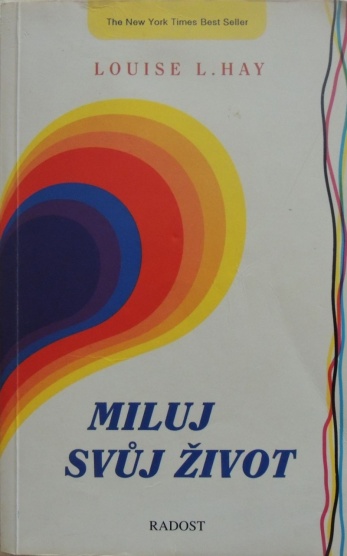 The New York Times Best Seller
LOUISE L. HAY
MILUJ
SVŮJ ŽIVOT
RADOST